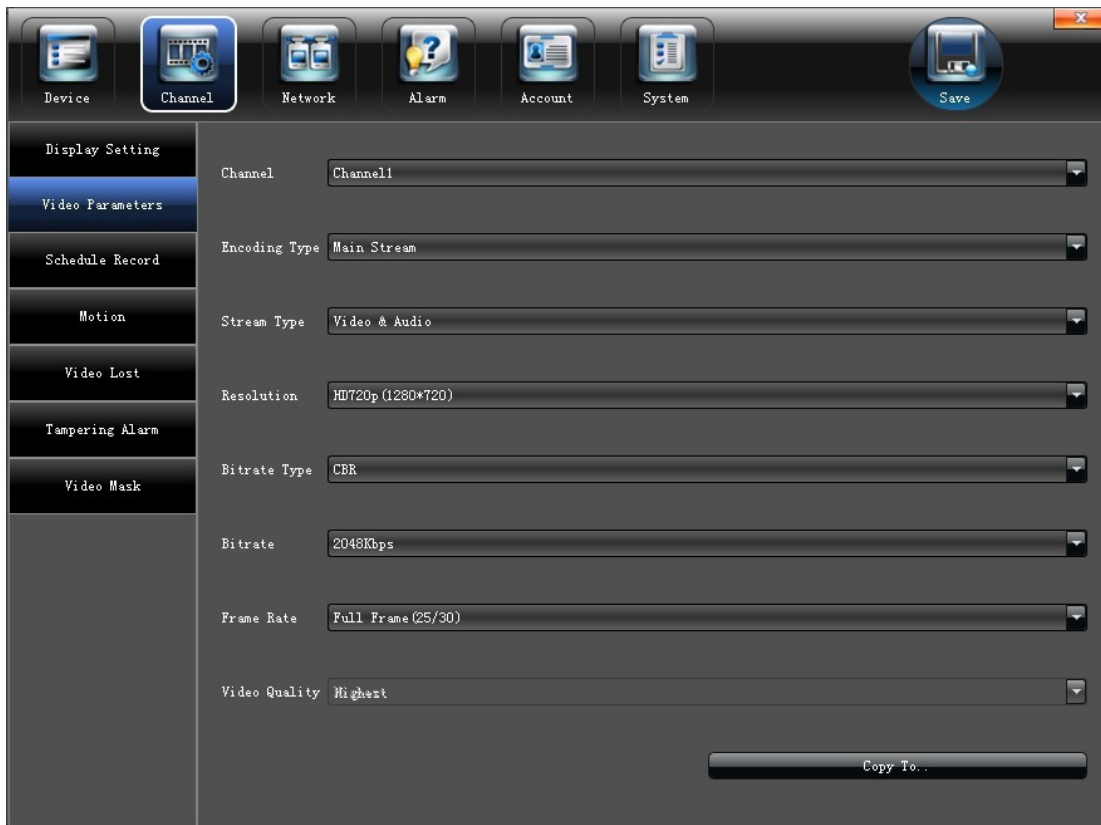 Device Channel Network Alarm Account System Save
Display Setting
Channel Channel1
Video Parameters
Encoding Type Main Stream
Schedule Record
Motion
Stream Type Video & Audio
Video Lost
Resolution HD720p(1280*720)
Tampering Alarm
Bitrate Type CBR
Video Mask
Bitrate 2048Kbps
Frame Rate Full Frame(25/30)
Video Quality Highest
Copy To..